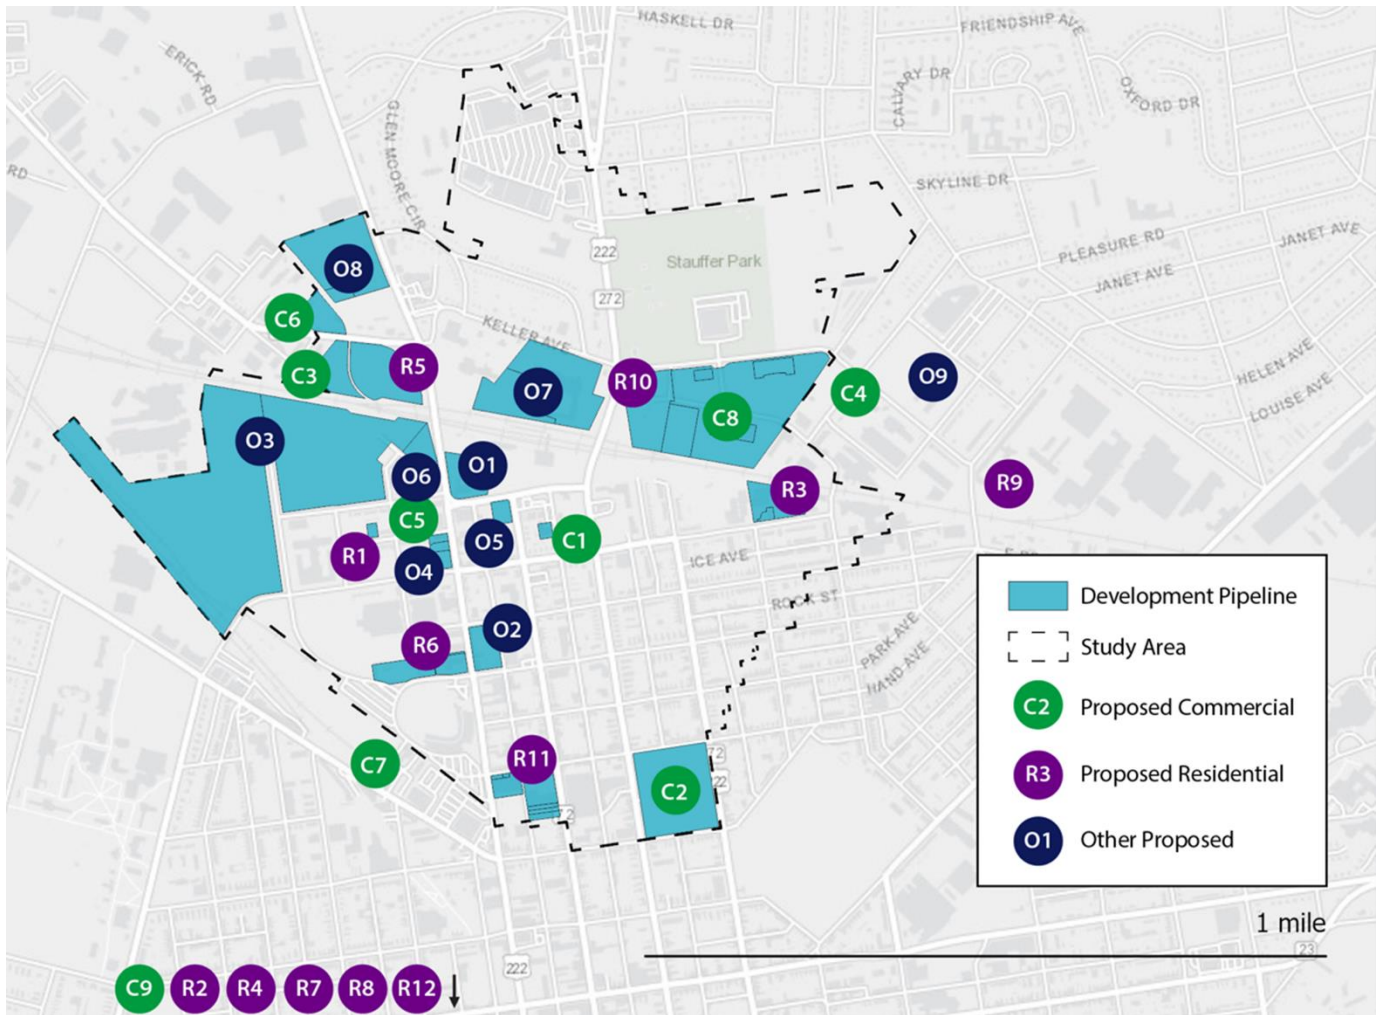 HASKELL DR
FRIENDSHIP AVE
ERICK RD
CALVARY DR
OXFORD DR
GLEN MOORE CIR
RD
SKYLINE DR
PLEASURE RD
JANET AVE
222
Stauffer Park
O8
JANET AVE
272
C6
KELLER AVE
HELEN AVE
C3
R5
R10
O7
C4
O9
LOUISE AVE
C8
O3
O1
O6
R3
R9
C5
C1
O5
R1
O4
ICE AVE
ROCK ST
PARK AVE
HAND AVE
O2
R6
R11
C7
72
22
C2
72
Development Pipeline
Study Area
C2 Proposed Commercial
R3 Proposed Residential
O1 Other Proposed
1 mile
23
222
C9 R2 R4 R7 R8 R12